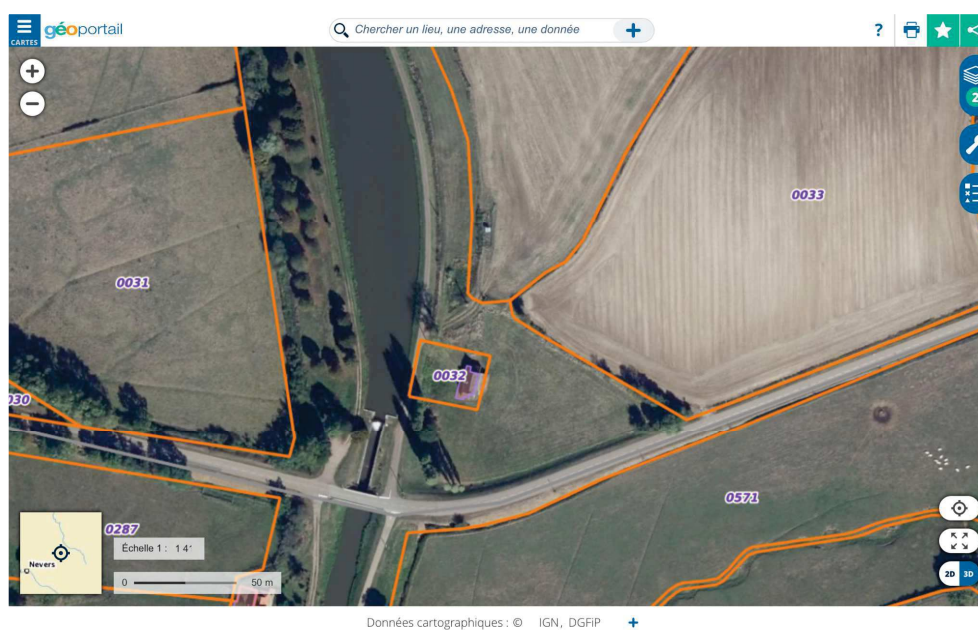 CARTES
géoportail
Chercher un lieu, une adresse, une donnée
+
?
+
−
2
0033
0031
0032
030
0571
0287
Nevers
Échelle 1 :
0
50 m
2D 3D
Données cartographiques : © IGN, DGFiP +